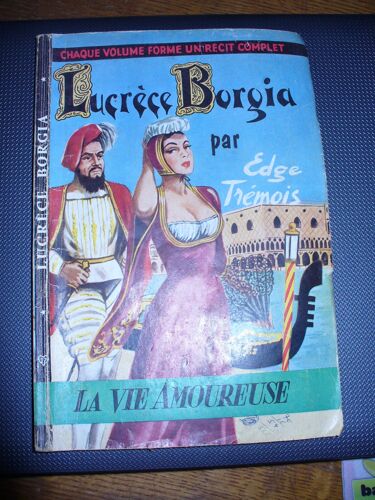 CHAQUE VOLUME FORME UN RECIT COMPLET
Lucrèce Borgia
par
Edge
Trémois
LA VIE AMOUREUSE
LUCRÈCE BORGIA